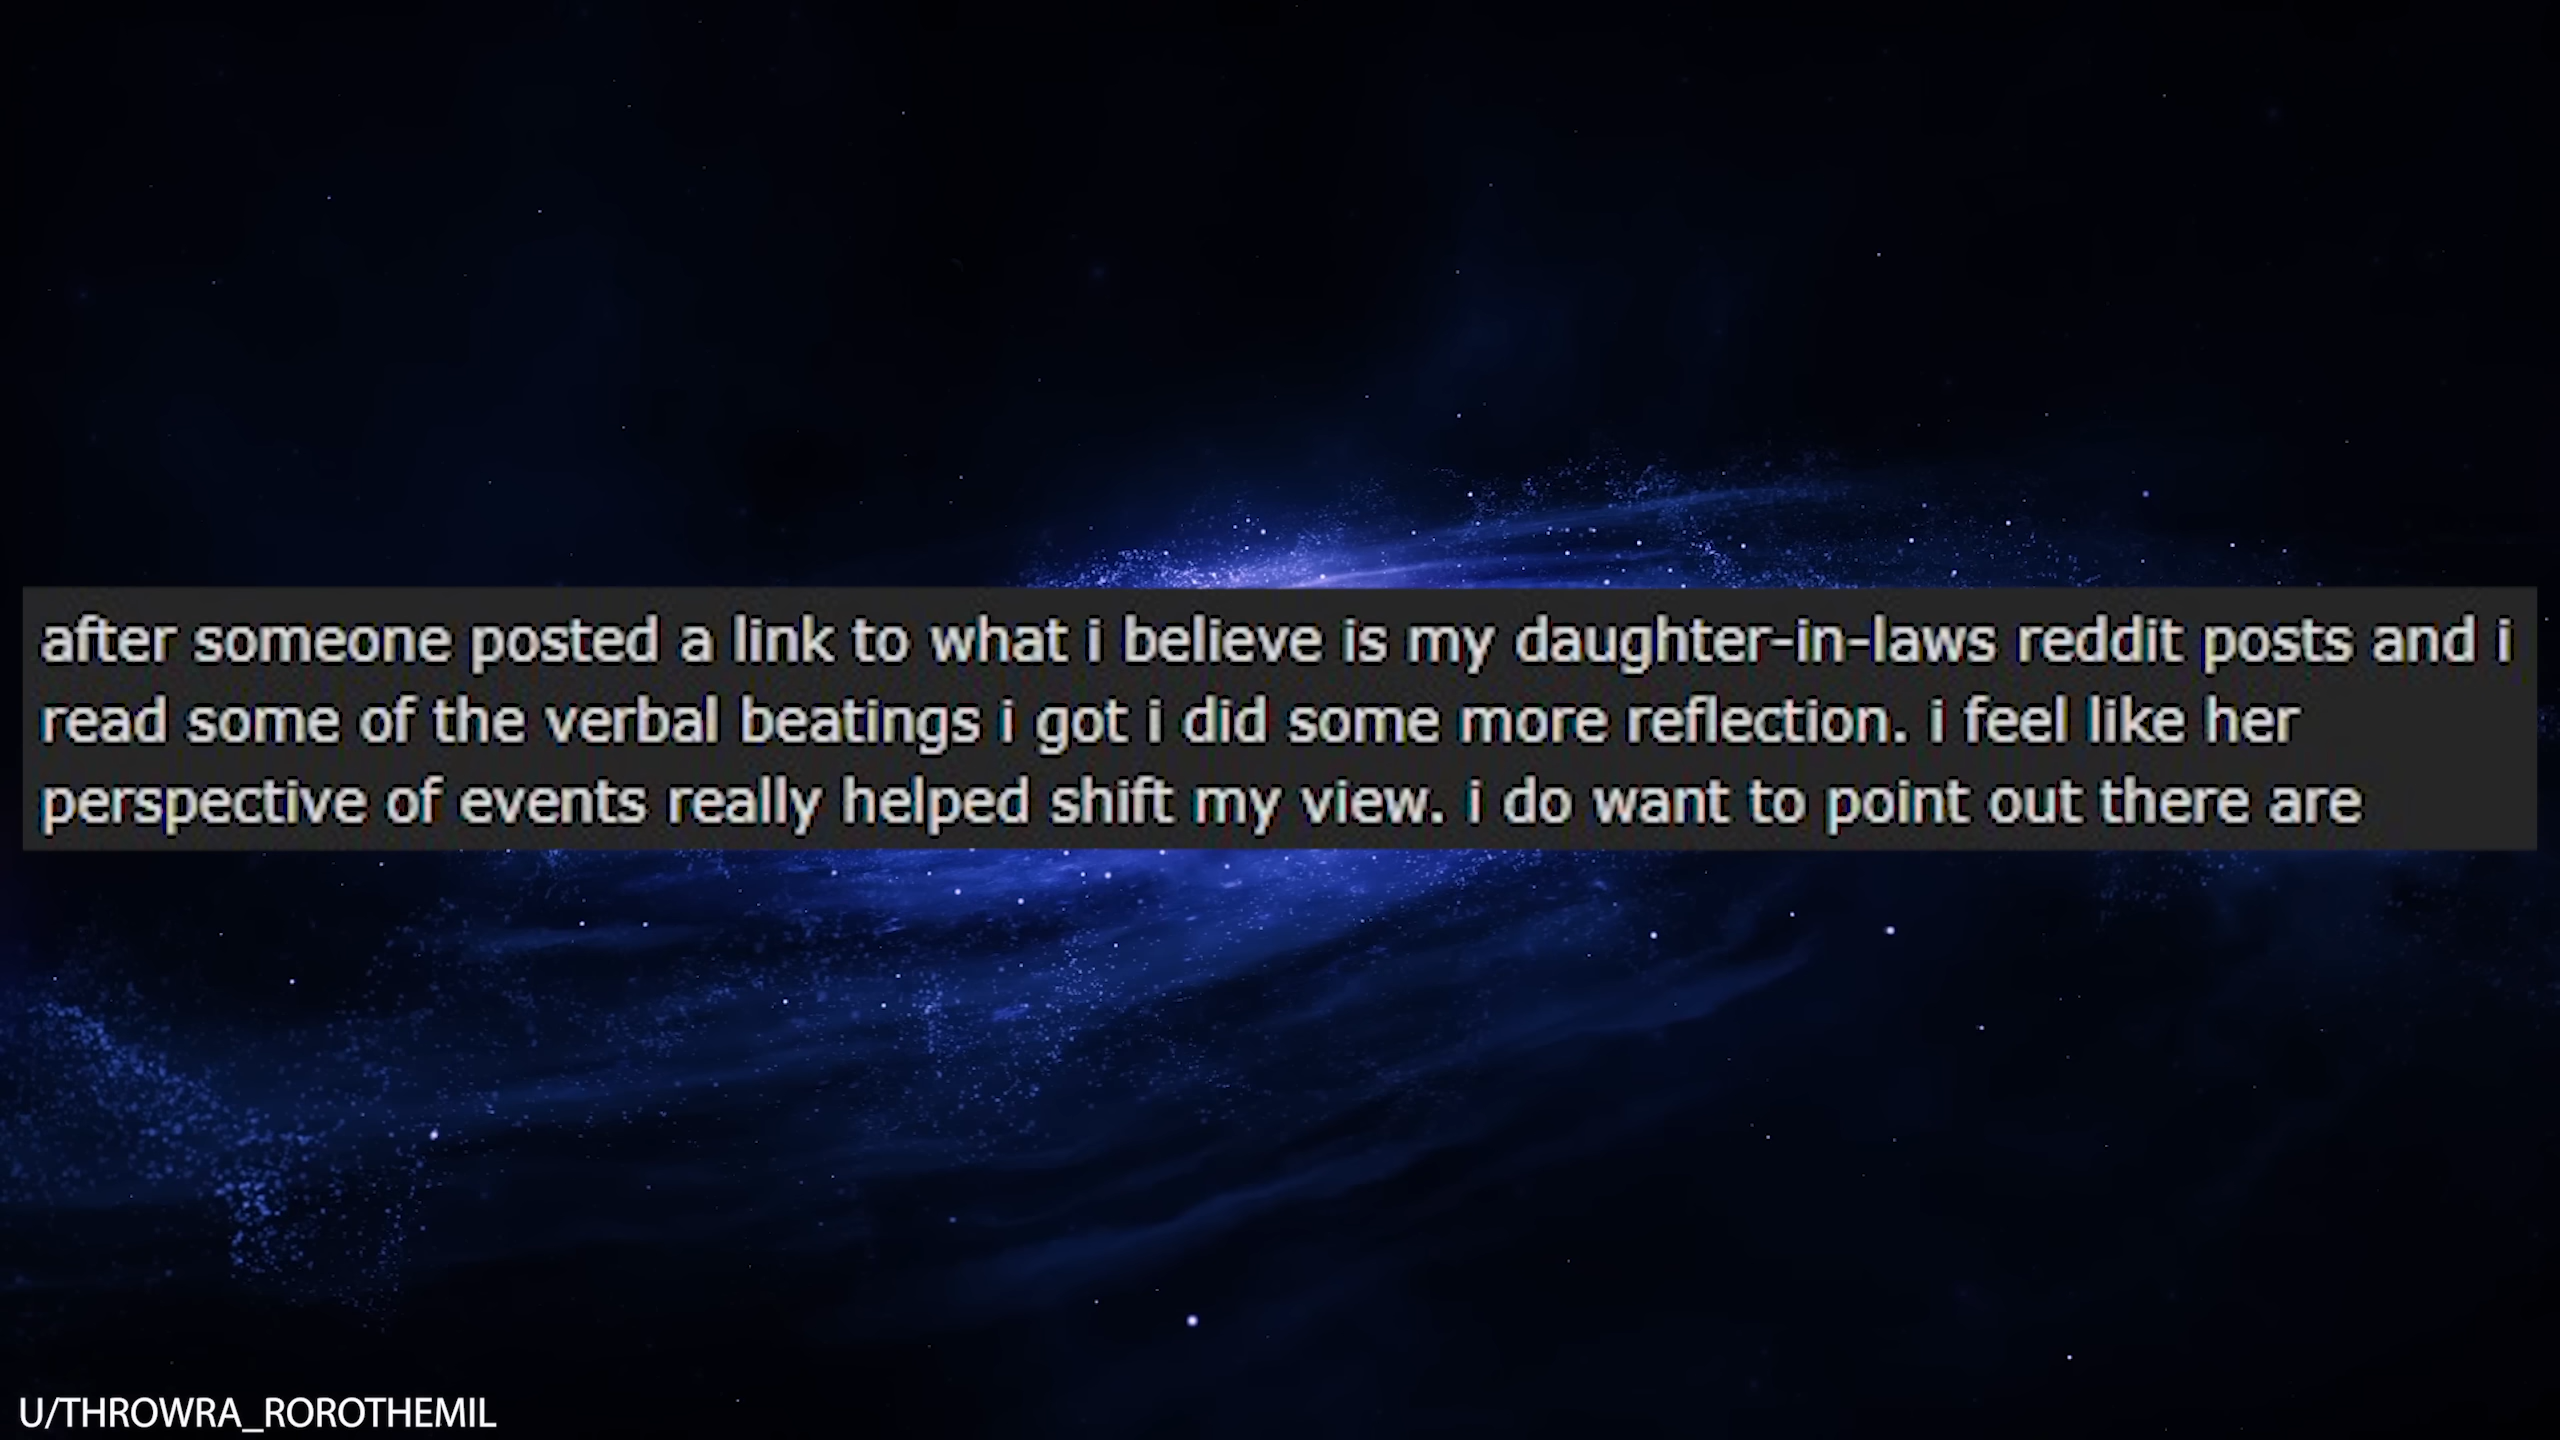 after someone posted a link to what i believe is my daughter-in-laws reddit posts and i
read some of the verbal beatings i got i did some more reflection. i feel like her
perspective of events really helped shift my view. i do want to point out there are
U/THROWRA_ROROTHEMIL